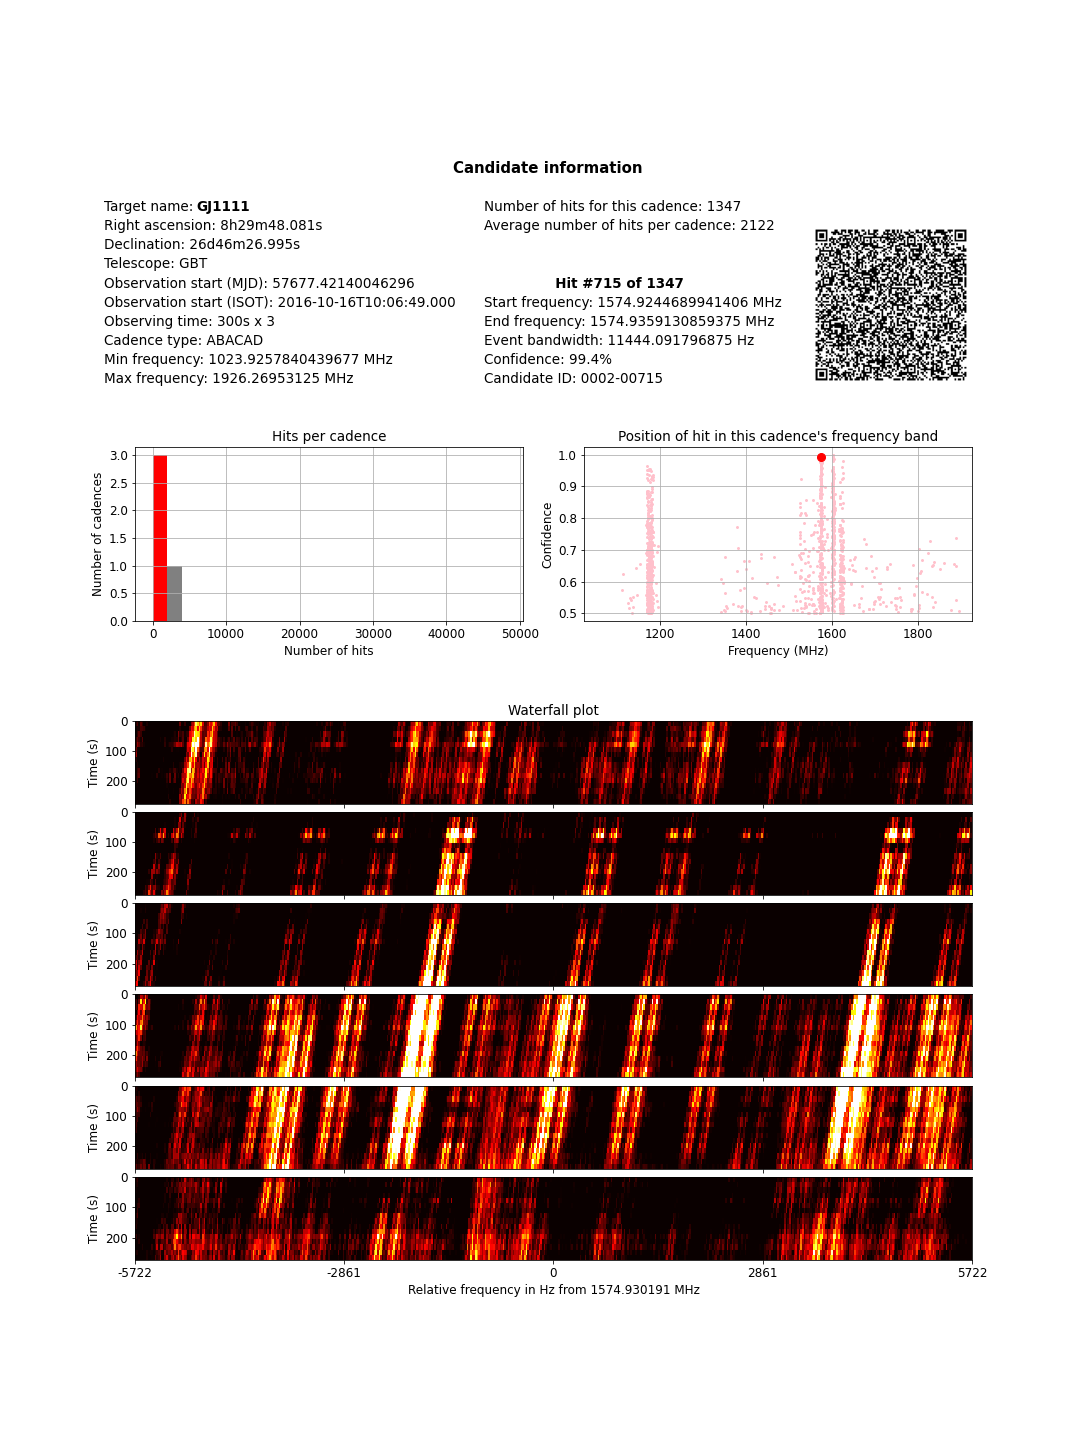 Candidate information
Target name: GJ1111
Right ascension: 8h29m48.081s
Declination: 26d46m26.995s
Telescope: GBT
Observation start (MJD): 57677.42140046296
Observation start (ISOT): 2016-10-16T10:06:49.000
Observing time: 300s x 3
Cadence type: ABACAD
Min frequency: 1023.9257840439677 MHz
Max frequency: 1926.26953125 MHz
Number of hits for this cadence: 1347
Average number of hits per cadence: 2122
Hit #715 of 1347
Start frequency: 1574.9244689941406 MHz
End frequency: 1574.9359130859375 MHz
Event bandwidth: 11444.091796875 Hz
Confidence: 99.4%
Candidate ID: 0002-00715
Hits per cadence
Number of cadences
3.0
2.5
2.0
1.5
1.0
0.5
0.0
0 10000 20000 30000 40000 50000
Number of hits
Position of hit in this cadence's frequency band
Confidence
1.0
0.9
0.8
0.7
0.6
0.5
1200 1400 1600 1800
Frequency (MHz)
Waterfall plot
Time (s)
0
100
200
Time (s)
0
100
200
Time (s)
0
100
200
Time (s)
0
100
200
Time (s)
0
100
200
Time (s)
0
100
200
-5722 -2861 0 2861 5722
Relative frequency in Hz from 1574.930191 MHz